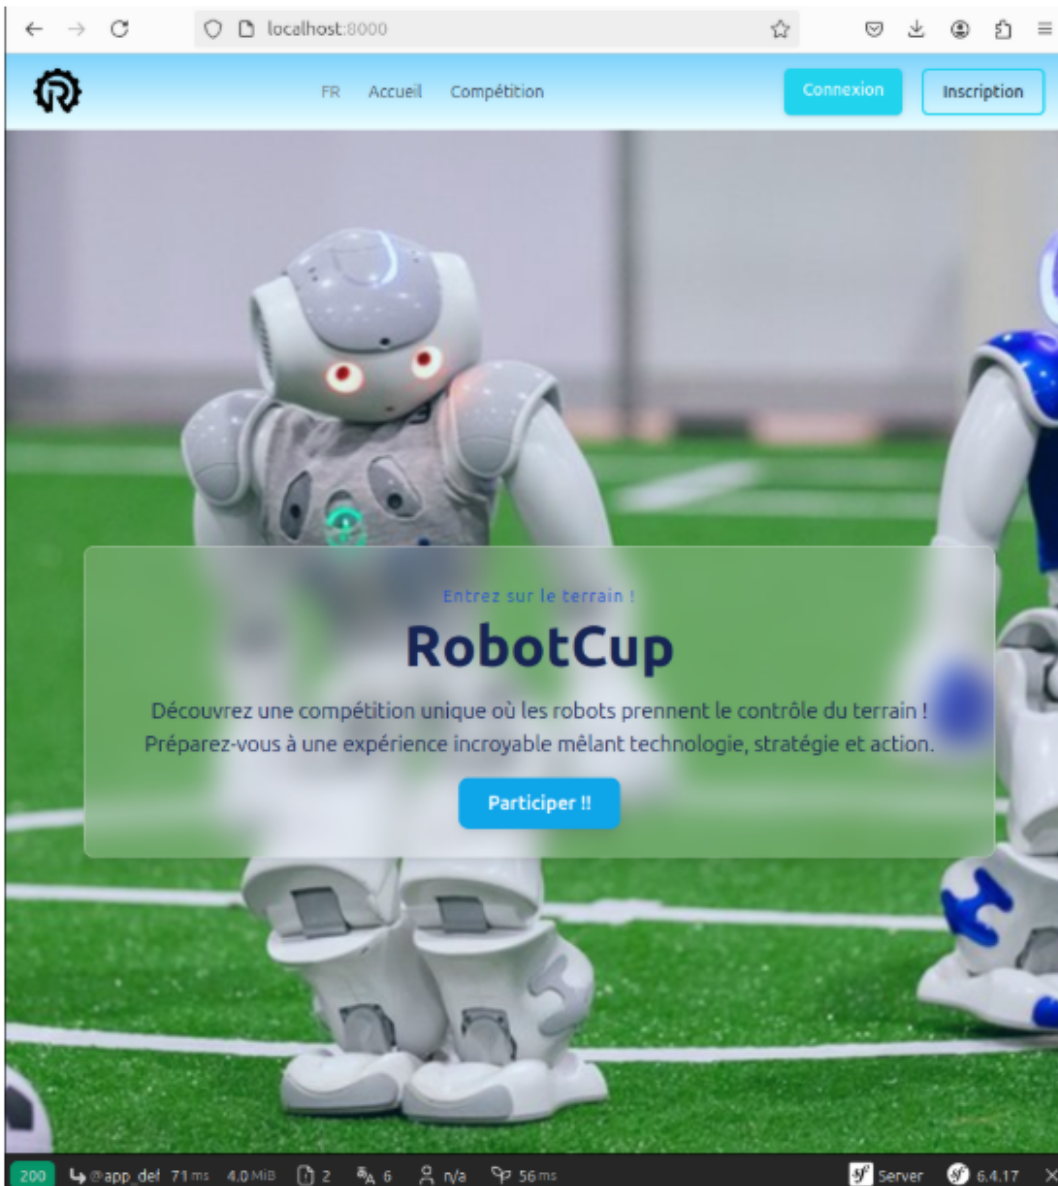 localhost:8000
FR Accueil Compétition Connexion Inscription
Entrez sur le terrain !
RobotCup
Découvrez une compétition unique où les robots prennent le contrôle du terrain !
Préparez-vous à une expérience incroyable mêlant technologie, stratégie et action.
Participer !!
200 @app_def 71 ms 4.0 MiB 2 6 n/a 56 ms sf Server sf 6.4.17